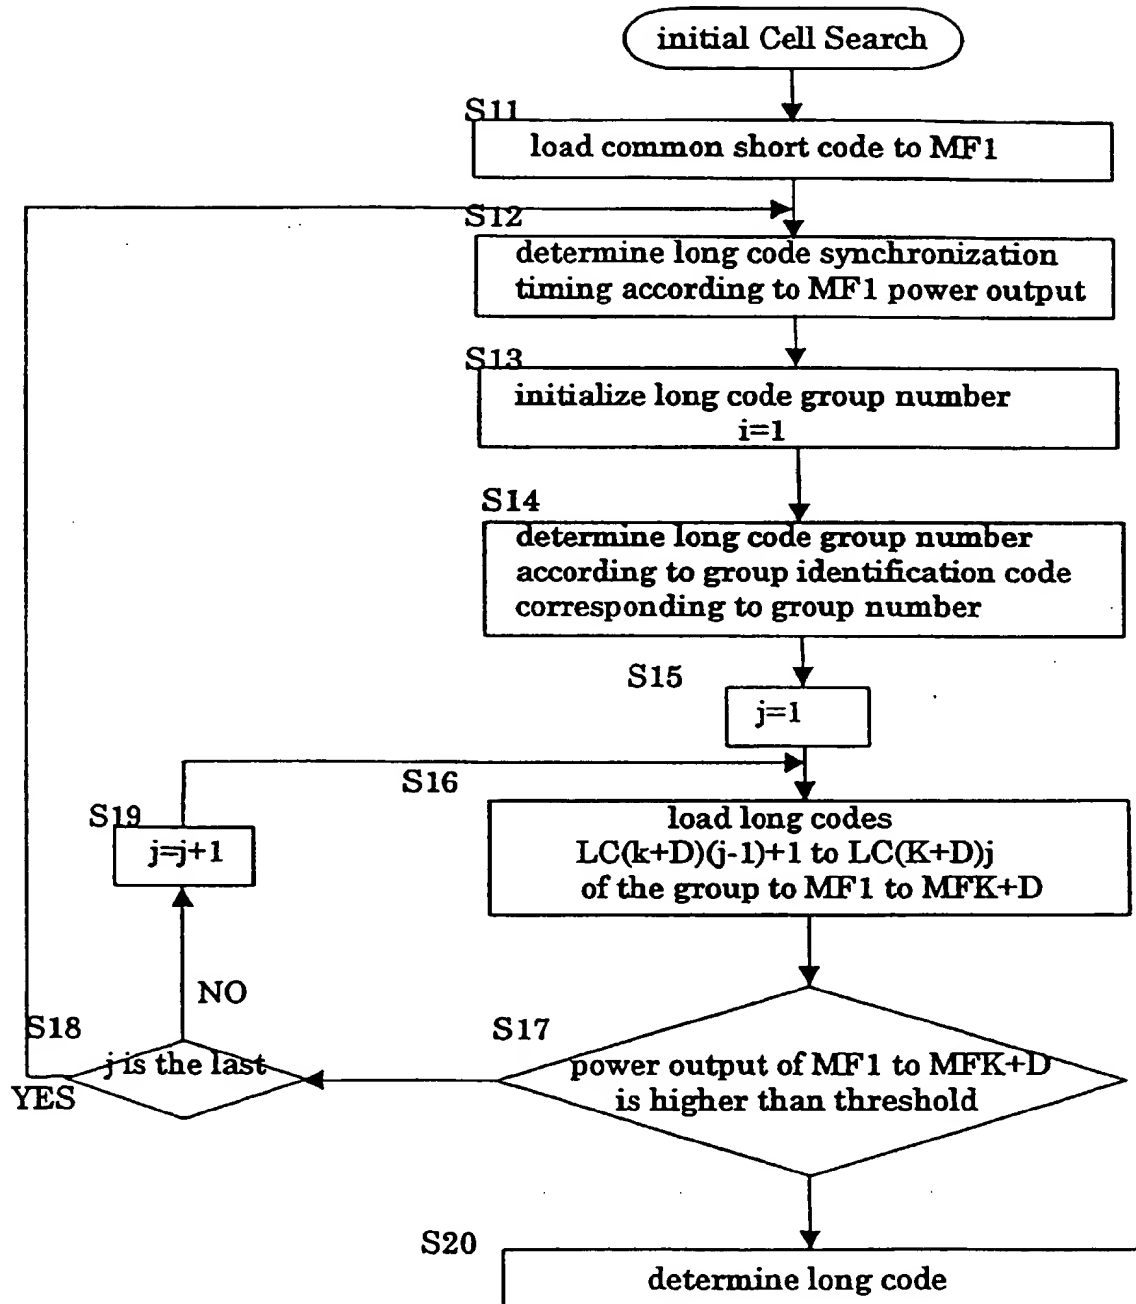 initial Cell Search
S11
load common short code to MF1
S12
determine long code synchronization
timing according to MF1 power output
S13
initialize long code group number
i=1
S14
determine long code group number
according to group identification code
corresponding to group number
S15
j=1
S16
S19
j=j+1
load long codes
LC(k+D)(j-1)+1 to LC(K+D)j
of the group to MF1 to MFK+D
NO
S18
j is the last
YES
S17
power output of MF1 to MFK+D
is higher than threshold
S20
determine long code